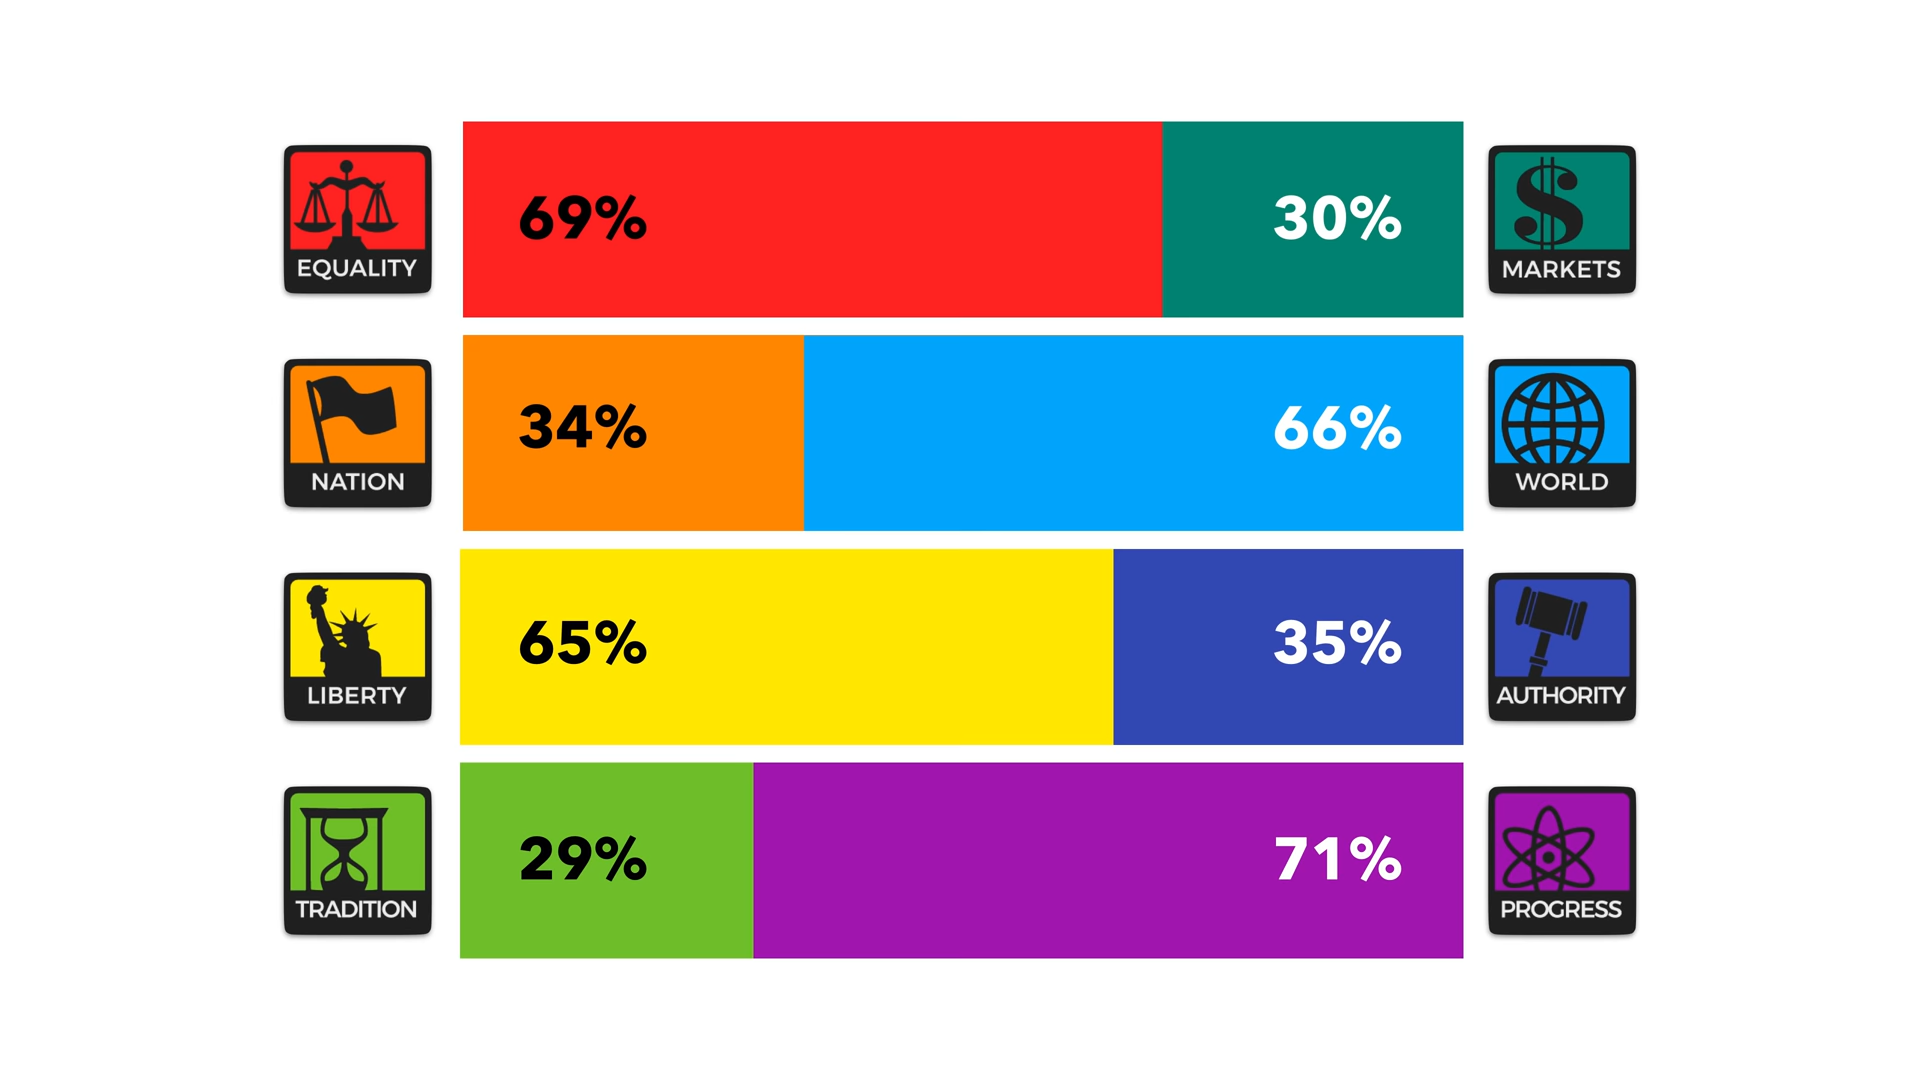 EQUALITY 69% 30% MARKETS
NATION 34% 66% WORLD
LIBERTY 65% 35% AUTHORITY
TRADITION 29% 71% PROGRESS